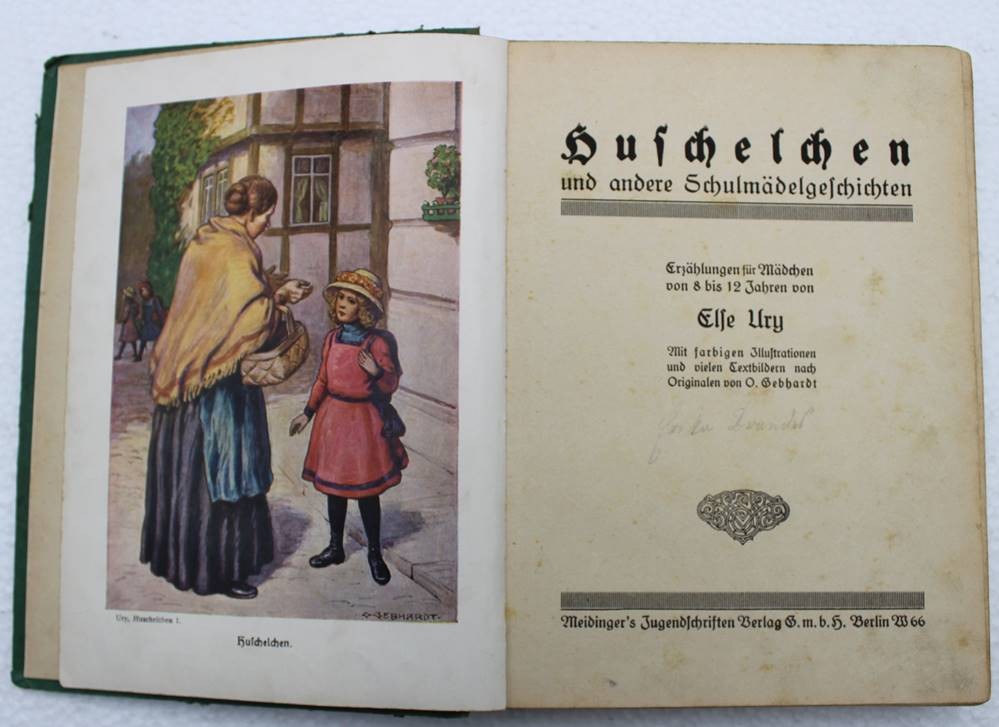 O. GEBHARDT.
Ury, Huschelchen 1.
Huſchelchen.
Huſchelchen
und andere Schulmädelgeſchichten
Erzählungen für Mädchen
von 8 bis 12 Jahren von
Elſe Ury
Mit farbigen Illuſtrationen
und vielen Textbildern nach
Originalen von O. Gebhardt
Meidinger's Jugendſchriften Verlag G. m. b. H. Berlin W 66